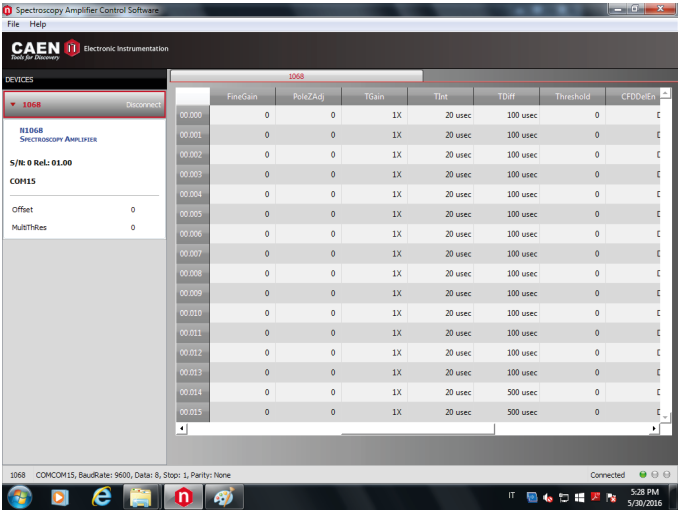 Spectroscopy Amplifier Control Software
File Help
CAEN n Electronic Instrumentation
Tools for Discovery
DEVICES
1068
1068 Disconnect
N1068
SPECTROSCOPY AMPLIFIER
S/N: 0 Rel.: 01.00
COM15
Offset 0
MultiThRes 0
FineGain PoleZAdj TGain TInt TDiff Threshold CFDDelEn
00.000 0 0 1X 20 usec 100 usec 0 D
00.001 0 0 1X 20 usec 100 usec 0 D
00.002 0 0 1X 20 usec 100 usec 0 D
00.003 0 0 1X 20 usec 100 usec 0 D
00.004 0 0 1X 20 usec 100 usec 0 D
00.005 0 0 1X 20 usec 100 usec 0 D
00.006 0 0 1X 20 usec 100 usec 0 D
00.007 0 0 1X 20 usec 100 usec 0 D
00.008 0 0 1X 20 usec 100 usec 0 D
00.009 0 0 1X 20 usec 100 usec 0 D
00.010 0 0 1X 20 usec 100 usec 0 D
00.011 0 0 1X 20 usec 100 usec 0 D
00.012 0 0 1X 20 usec 100 usec 0 D
00.013 0 0 1X 20 usec 100 usec 0 D
00.014 0 0 1X 20 usec 500 usec 0 D
00.015 0 0 1X 20 usec 500 usec 0 D
1068 COMCOM15, BaudRate: 9600, Data: 8, Stop: 1, Parity: None Connected
IT 5:28 PM
5/30/2016